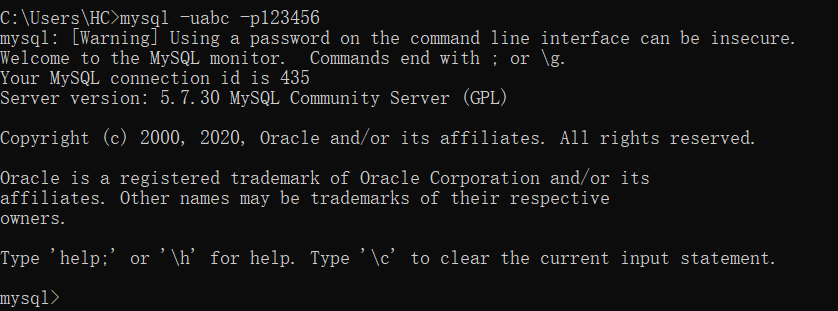 C:\Users\HC>mysql -uabc -p123456
mysql: [Warning] Using a password on the command line interface can be insecure.
Welcome to the MySQL monitor.  Commands end with ; or \g.
Your MySQL connection id is 435
Server version: 5.7.30 MySQL Community Server (GPL)
Copyright (c) 2000, 2020, Oracle and/or its affiliates. All rights reserved.
Oracle is a registered trademark of Oracle Corporation and/or its
affiliates. Other names may be trademarks of their respective
owners.
Type 'help;' or '\h' for help. Type '\c' to clear the current input statement.
mysql>